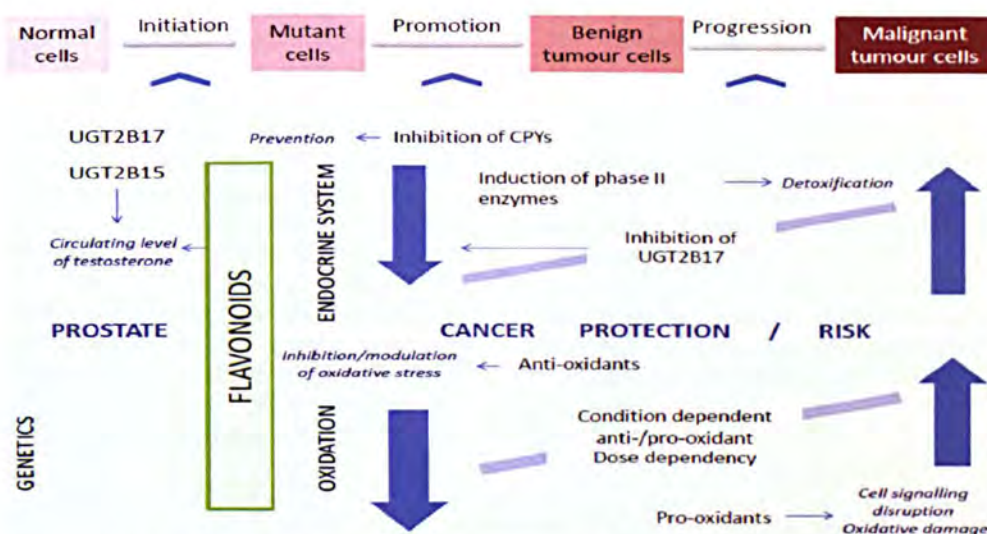 Normal
cells
Initiation
Mutant
cells
Promotion
Benign
tumour cells
Progression
Malignant
tumour cells
UGT2B17
UGT2B15
Circulating level
of testosterone
Prevention
Inhibition of CPYs
Induction of phase II
enzymes
Detoxification
Inhibition of
UGT2B17
ENDOCRINE SYSTEM
FLAVONOIDS
PROSTATE
CANCER PROTECTION / RISK
Inhibition/modulation
of oxidative stress
Anti-oxidants
Condition dependent
anti-/pro-oxidant
Dose dependency
GENETICS
OXIDATION
Pro-oxidants
Cell signalling
disruption
Oxidative damage